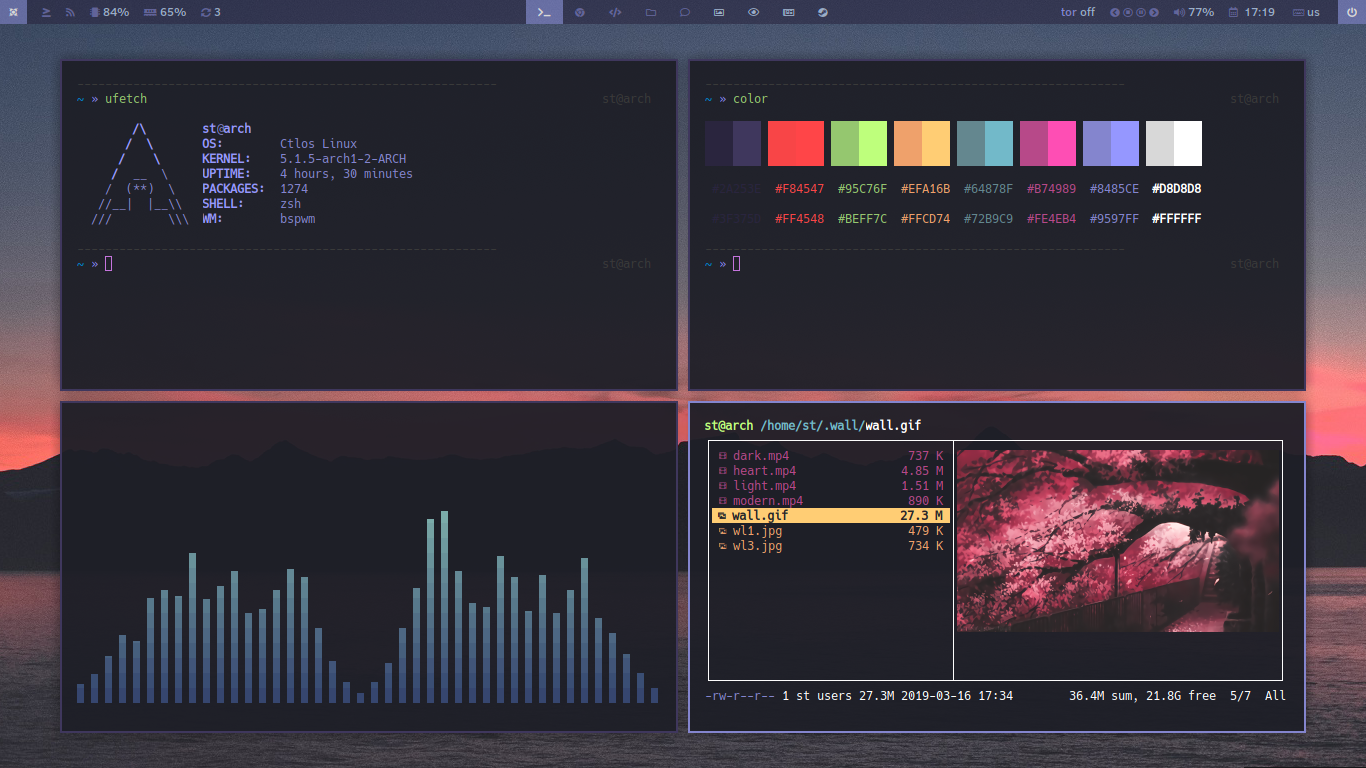 84% 65% 3 tor off 77% 17:19 us
~ » ufetch st@arch
/\ st@arch
/ \ OS: Ctlos Linux
/ \ KERNEL: 5.1.5-arch1-2-ARCH
/ __ \ UPTIME: 4 hours, 30 minutes
/ (**) \ PACKAGES: 1274
//__| |__\\ SHELL: zsh
/// \\\ WM: bspwm
~ » st@arch
~ » color st@arch
#F84547 #95C76F #EFA16B #64878F #B74989 #8485CE #D8D8D8
#FF4548 #BEFF7C #FFCD74 #72B9C9 #FE4EB4 #9597FF #FFFFFF
~ » st@arch
st@arch /home/st/.wall/wall.gif
dark.mp4 737 K
heart.mp4 4.85 M
light.mp4 1.51 M
modern.mp4 890 K
wall.gif 27.3 M
wl1.jpg 479 K
wl3.jpg 734 K
-rw-r--r-- 1 st users 27.3M 2019-03-16 17:34 36.4M sum, 21.8G free 5/7 All